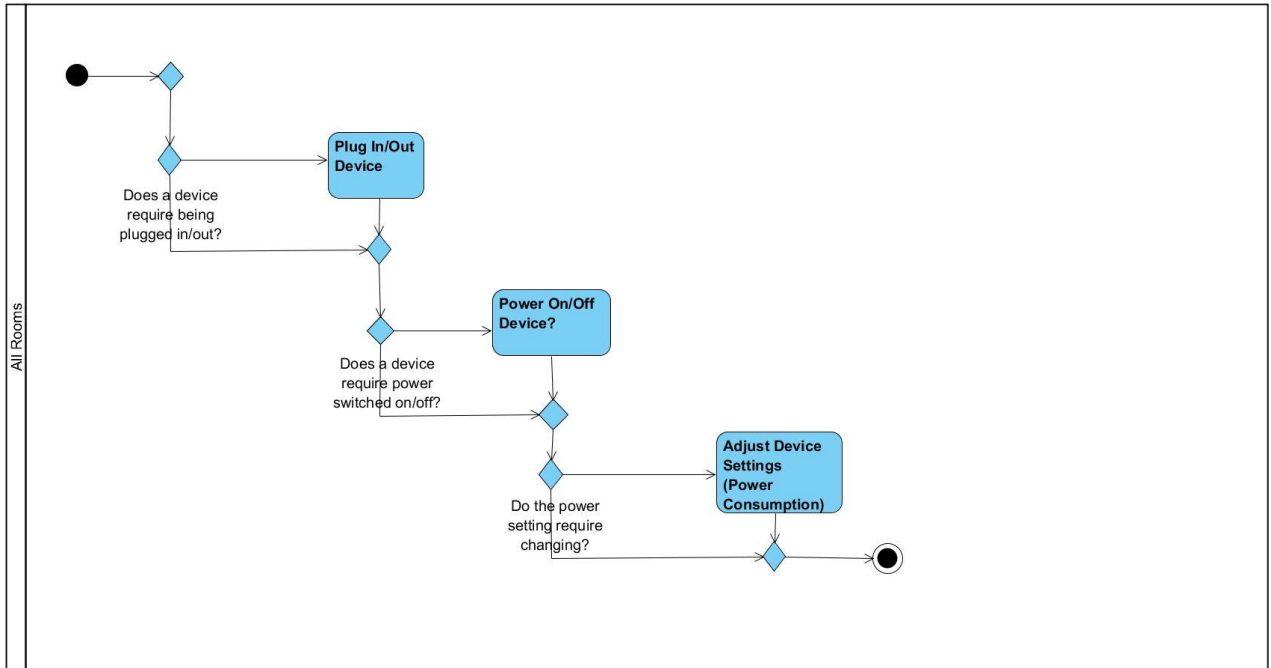 All Rooms
Plug In/Out
Device
Does a device
require being
plugged in/out?
Power On/Off
Device?
Does a device
require power
switched on/off?
Adjust Device
Settings
(Power
Consumption)
Do the power
setting require
changing?